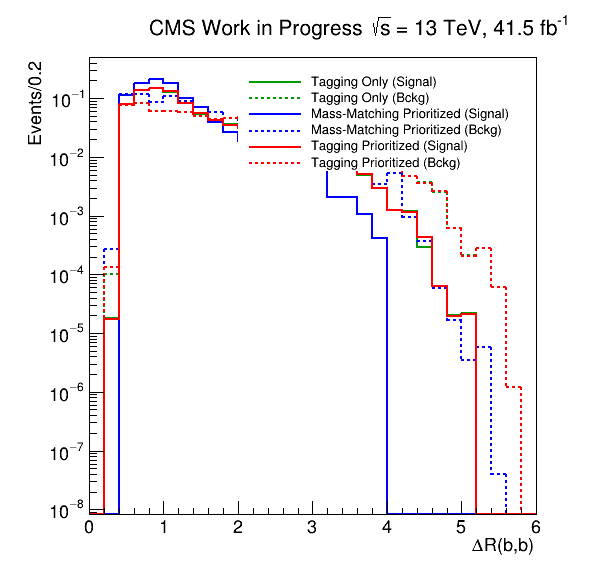 CMS Work in Progress √s = 13 TeV, 41.5 fb⁻¹
Events/0.2
Tagging Only (Signal)
Tagging Only (Bckg)
Mass-Matching Prioritized (Signal)
Mass-Matching Prioritized (Bckg)
Tagging Prioritized (Signal)
Tagging Prioritized (Bckg)
10⁻¹
10⁻²
10⁻³
10⁻⁴
10⁻⁵
10⁻⁶
10⁻⁷
10⁻⁸
0 1 2 3 4 5 6
ΔR(b,b)